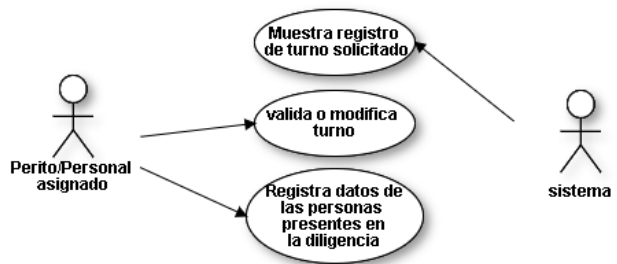 Muestra registro
de turno solicitado
valida o modifica
turno
Perito/Personal
asignado
sistema
Registra datos de
las personas
presentes en
la diligencia